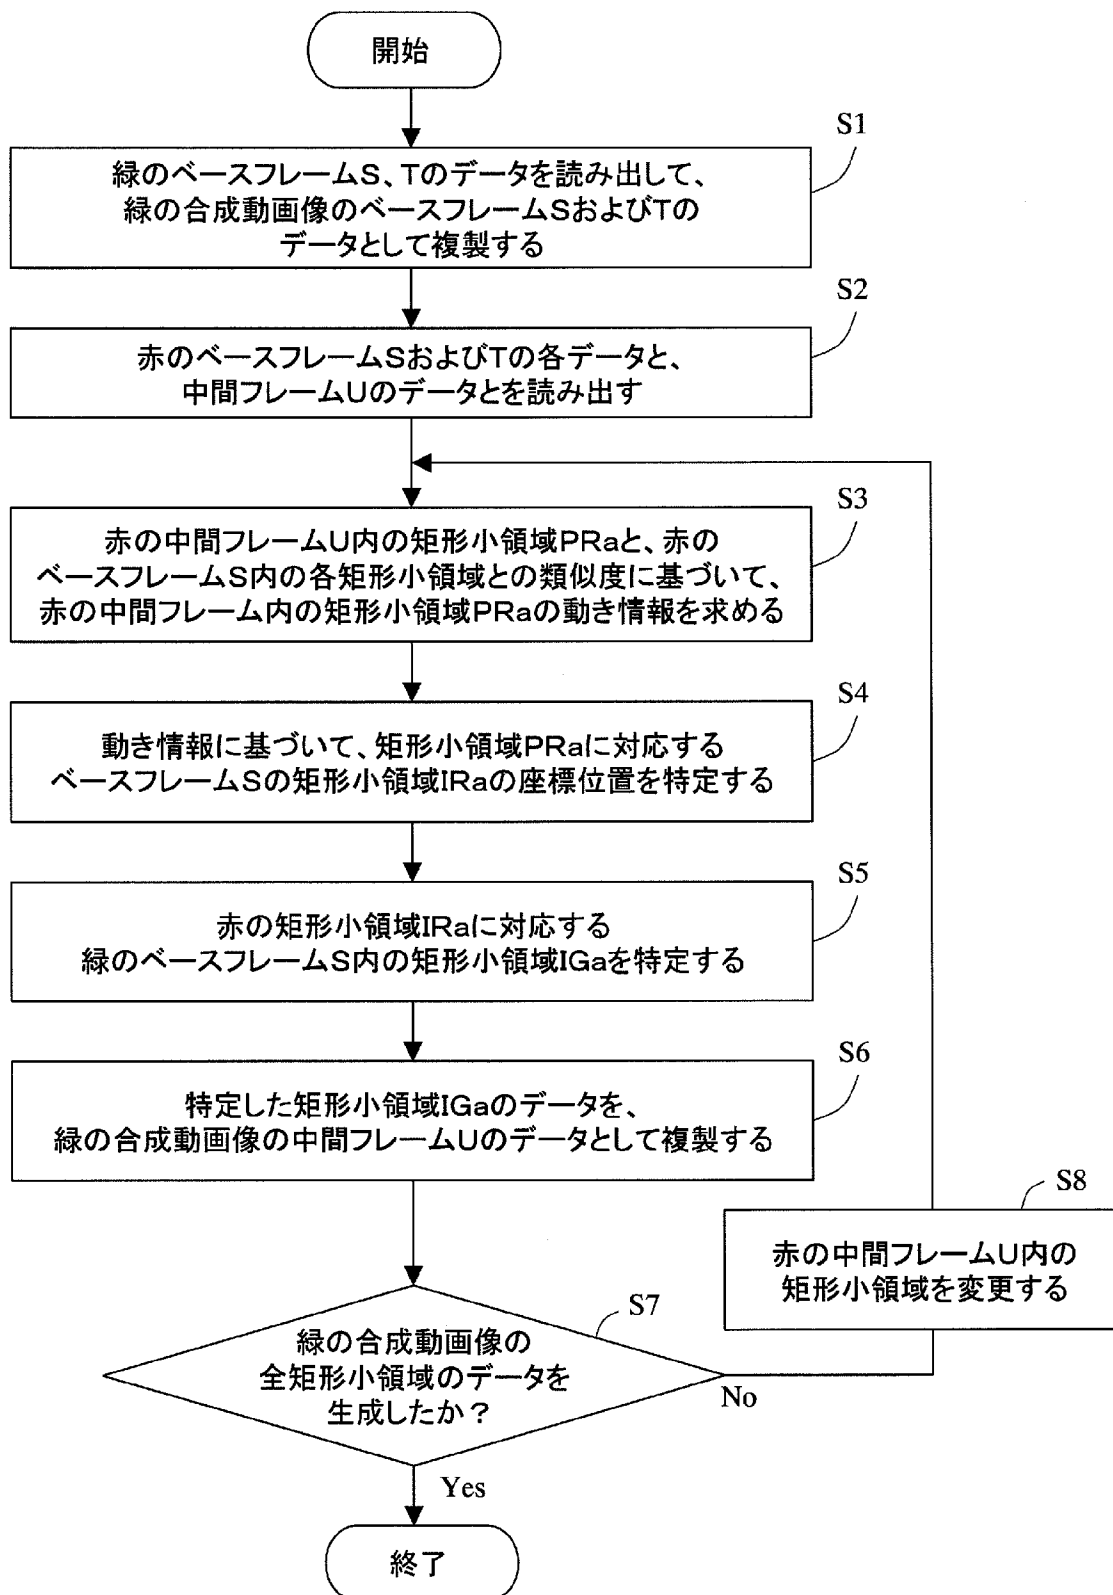 開始
S1
緑のベースフレームS、Tのデータを読み出して、
緑の合成動画像のベースフレームSおよびTの
データとして複製する
S2
赤のベースフレームSおよびTの各データと、
中間フレームUのデータとを読み出す
S3
赤の中間フレームU内の矩形小領域PRaと、赤の
ベースフレームS内の各矩形小領域との類似度に基づいて、
赤の中間フレーム内の矩形小領域PRaの動き情報を求める
S4
動き情報に基づいて、矩形小領域PRaに対応する
ベースフレームSの矩形小領域IRaの座標位置を特定する
S5
赤の矩形小領域IRaに対応する
緑のベースフレームS内の矩形小領域IGaを特定する
S6
特定した矩形小領域IGaのデータを、
緑の合成動画像の中間フレームUのデータとして複製する
S8
赤の中間フレームU内の
矩形小領域を変更する
S7
緑の合成動画像の
全矩形小領域のデータを
生成したか？
No
Yes
終了